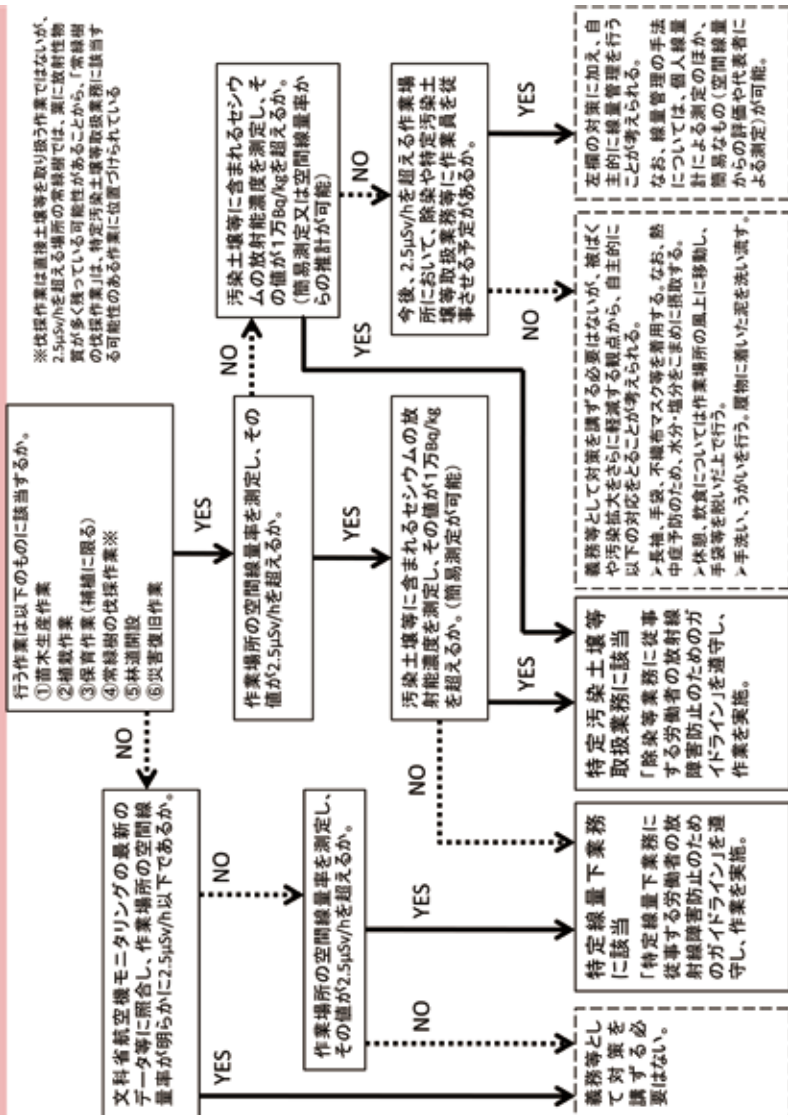 行う作業は以下のものに該当するか。
①苗木生産作業
②植栽作業
③保育作業（補植に限る）
④常緑樹の伐採作業※
⑤林道開設
⑥災害復旧作業
※伐採作業は直接土壌等を取り扱う作業ではないが、
2.5μSv/hを超える場所の常緑樹では、葉に放射性物
質が多く残っている可能性があることから、「常緑樹
の伐採作業」は、特定汚染土壌等取扱業務に該当す
る可能性のある作業に位置づけられている
NO
YES
文科省航空機モニタリングの最新の
データ等に照合し、作業場所の空間線
量率が明らかに2.5μSv/h以下であるか。
作業場所の空間線量率を測定し、その
値が2.5μSv/hを超えるか。
NO
汚染土壌等に含まれるセシウ
ムの放射能濃度を測定し、そ
の値が1万Bq/kgを超えるか。
（簡易測定又は空間線量率か
らの推計が可能）
NO
YES
YES
NO
YES
作業場所の空間線量率を測定し、
その値が2.5μSv/hを超えるか。
汚染土壌等に含まれるセシウムの放
射能濃度を測定し、その値が1万Bq/kg
を超えるか。（簡易測定が可能）
今後、2.5μSv/hを超える作業場
所において、除染や特定汚染土
壌等取扱業務等に作業員を従
事させる予定があるか。
NO
YES
NO
YES
NO
YES
義務等とし
て対策を
講ずる必
要はない。
特定線量下業務
に該当
「特定線量下業務に
従事する労働者の放
射線障害防止のため
のガイドライン」を遵
守し、作業を実施。
特定汚染土壌等
取扱業務に該当
「除染等業務に従事
する労働者の放射線
障害防止のためのガ
イドライン」を遵守し、
作業を実施。
義務等として対策を講ずる必要はないが、被ばく
や汚染拡大をさらに軽減する観点から、自主的に
以下の対応をとることが考えられる。
➢長袖、手袋、不織布マスク等を着用する。なお、熱
中症予防のため、水分・塩分をこまめに摂取する。
➢休憩、飲食については作業場所の風上に移動し、
手袋等を脱いだ上で行う。
➢手洗い、うがいを行う。履物に着いた泥を洗い流す。
左欄の対策に加え、自
主的に線量管理を行う
ことが考えられる。
なお、線量管理の手法
については、個人線量
計による測定のほか、
簡易なもの（空間線量
からの評価や代表者に
よる測定）が可能。